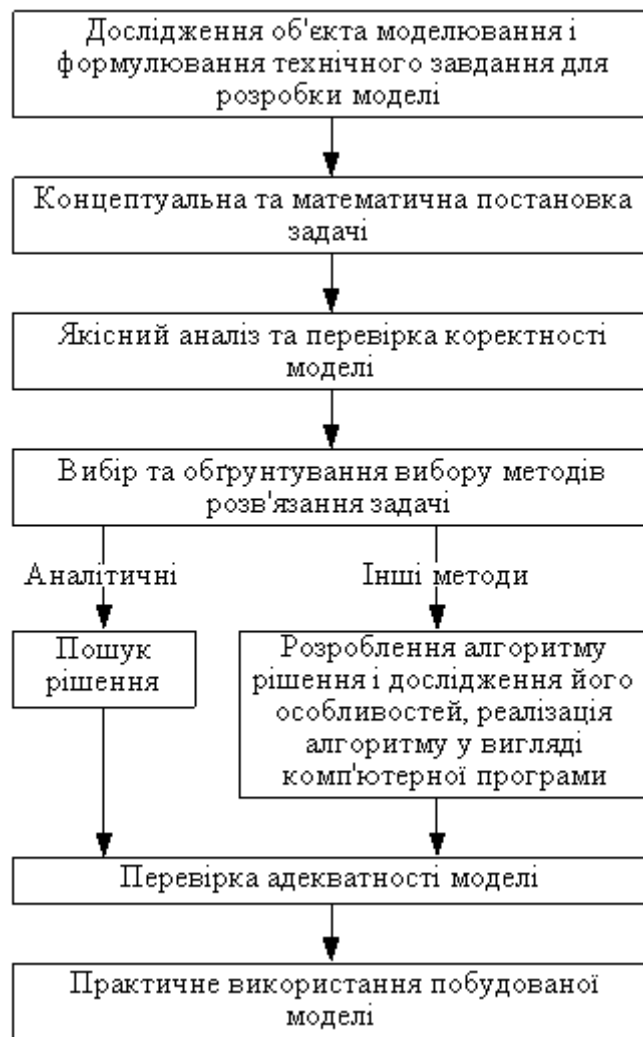 Дослідження об'єкта моделювання і
формулювання технічного завдання для
розробки моделі
Концептуальна та математична постановка
задачі
Якісний аналіз та перевірка коректності
моделі
Вибір та обґрунтування вибору методів
розв'язання задачі
Аналітичні
Інші методи
Пошук
рішення
Розроблення алгоритму
рішення і дослідження його
особливостей, реалізація
алгоритму у вигляді
комп'ютерної програми
Перевірка адекватності моделі
Практичне використання побудованої
моделі